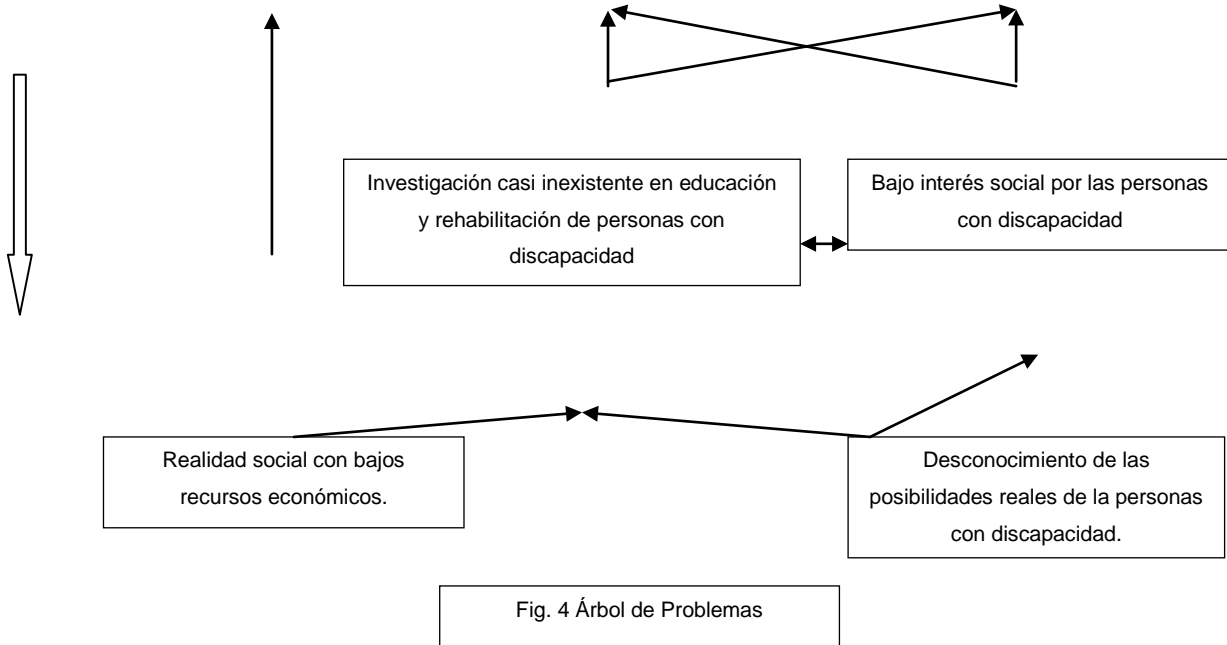 Investigación casi inexistente en educación
y rehabilitación de personas con
discapacidad
Bajo interés social por las personas
con discapacidad
Realidad social con bajos
recursos económicos.
Desconocimiento de las
posibilidades reales de la personas
con discapacidad.
Fig. 4 Árbol de Problemas